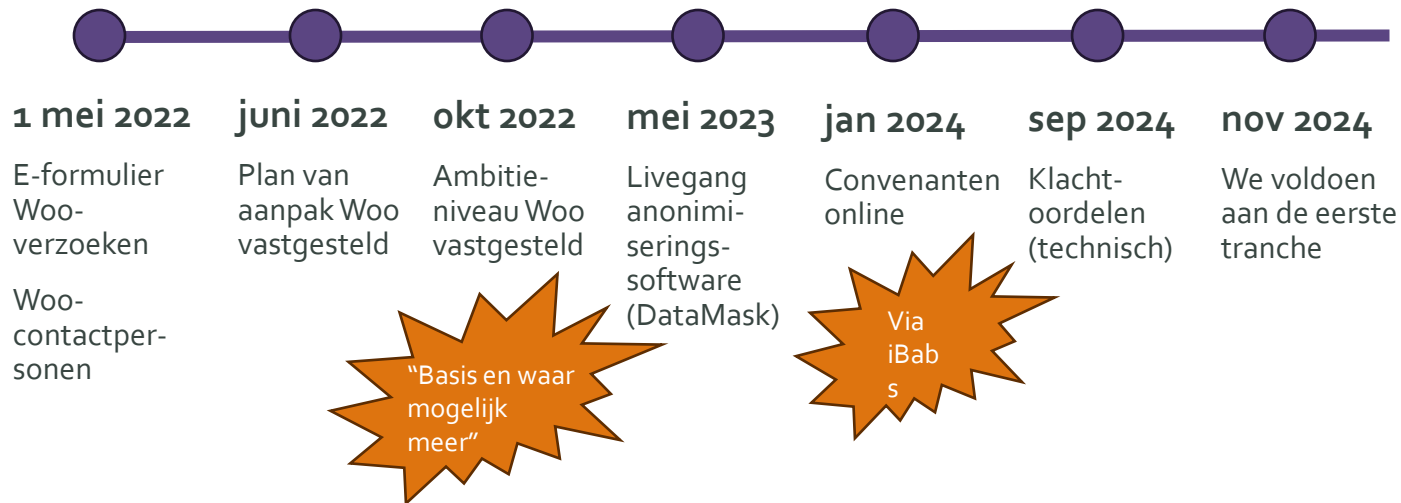 1 mei 2022
E-formulier
Woo-
verzoeken
Woo-
contactper-
sonen
juni 2022
Plan van
aanpak Woo
vastgesteld
okt 2022
Ambitie-
niveau Woo
vastgesteld
“Basis en waar
mogelijk
meer”
mei 2023
Livegang
anonimi-
serings-
software
(DataMask)
jan 2024
Convenanten
online
Via
iBab
s
sep 2024
Klacht-
oordelen
(technisch)
nov 2024
We voldoen
aan de eerste
tranche